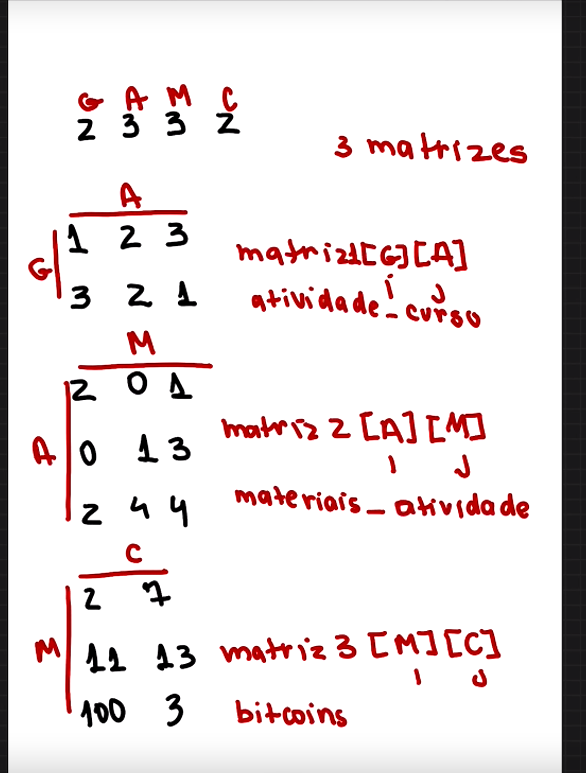 G A M C
2 3 3 2
3 matrizes
A
1 2 3
G
3 2 1
matriz1[G][A]
i j
atividade_curso
M
2 0 1
A 0 1 3
2 4 4
matriz 2 [A] [M]
i j
materiais_atividade
C
2 7
M 11 13
100 3
matriz 3 [M] [C]
i j
bitcoins